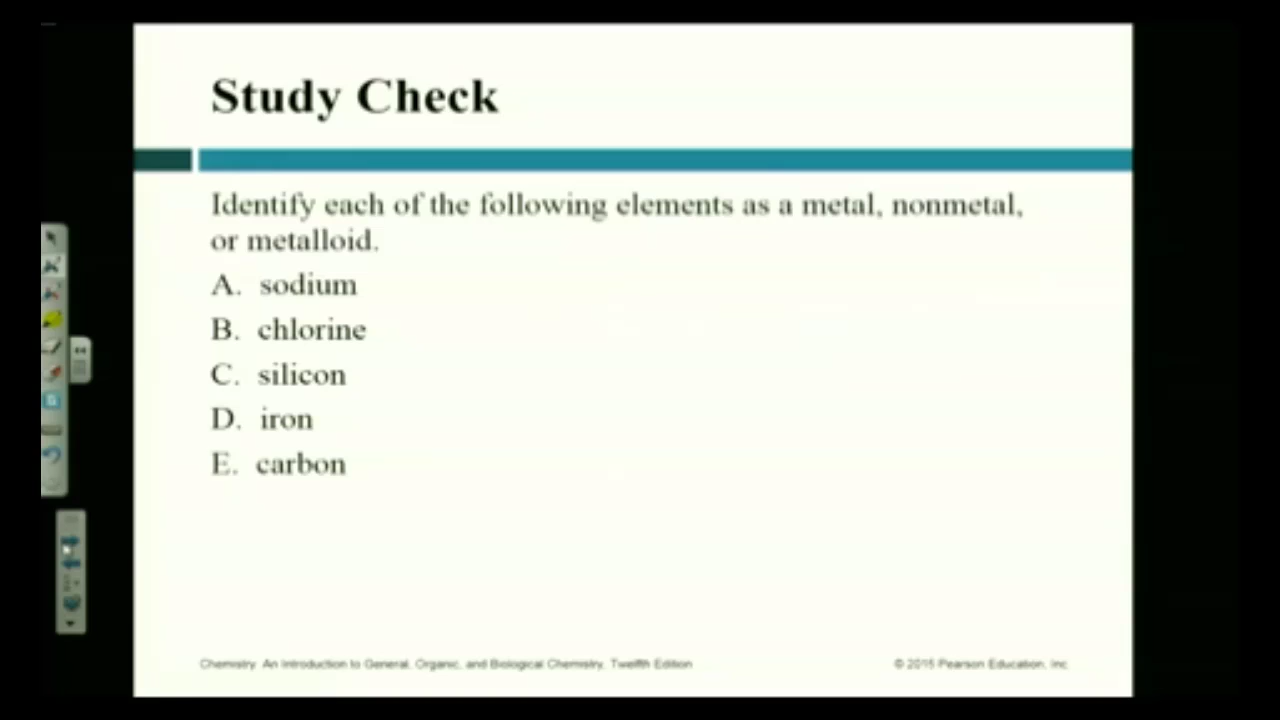 Study Check
Identify each of the following elements as a metal, nonmetal,
or metalloid.
A. sodium
B. chlorine
C. silicon
D. iron
E. carbon
Chemistry: An Introduction to General, Organic, and Biological Chemistry, Twelfth Edition
© 2015 Pearson Education, Inc.